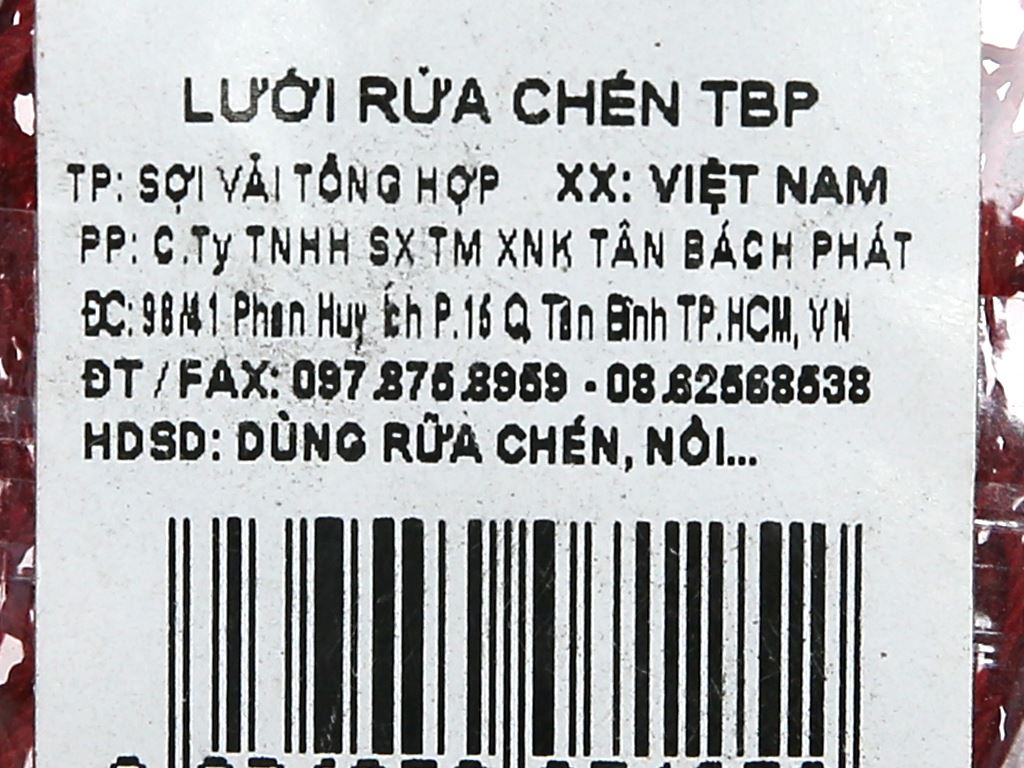 LƯỚI RỬA CHÉN TBP
TP: SỢI VẢI TỔNG HỢP XX: VIỆT NAM
PP: C.Ty TNHH SX TM XNK TÂN BÁCH PHÁT
ĐC: 98/41 Phan Huy Ích P.15 Q. Tân Bình TP.HCM, VN
ĐT / FAX: 097.875.8959 - 08.62568538
HDSD: DÙNG RỮA CHÉN, NỒI...